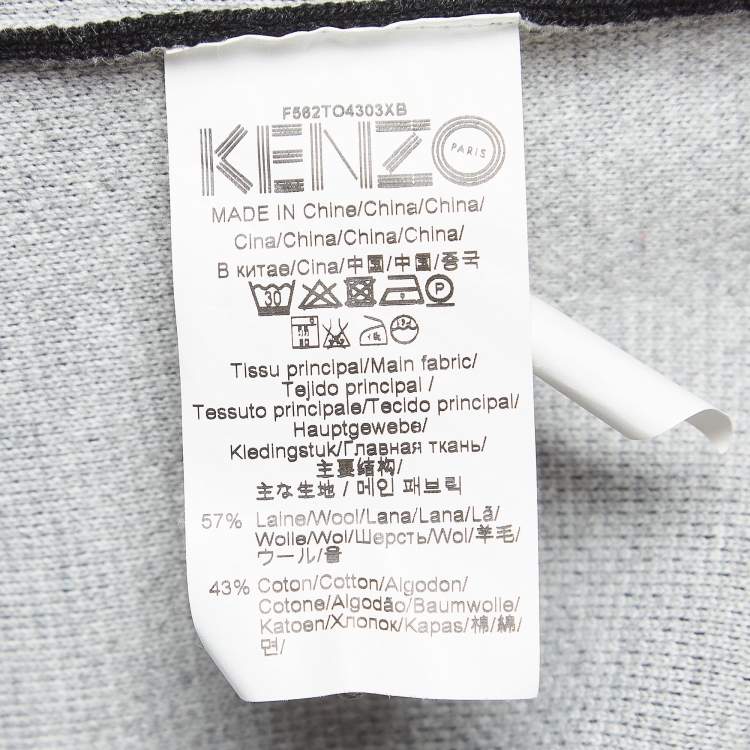 F562TO4303XB
KENZO
PARIS
MADE IN Chine/China/China/
Cina/China/China/China/
В китае/Cina/中国/中国/중국
30 P
Tissu principal/Main fabric/
Tejido principal /
Tessuto principale/Tecido principal/
Hauptgewebe/
Kledingstuk/Главная ткань/
主要结构/
主な生地 / 메인 패브릭
57% Laine/Wool/Lana/Lana/Lã/
Wolle/Wol/Шерсть/Wol/羊毛/
ウール/울
43% Coton/Cotton/Algodon/
Cotone/Algodão/Baumwolle/
Katoen/Хлопок/Kapas/棉/綿/
면/